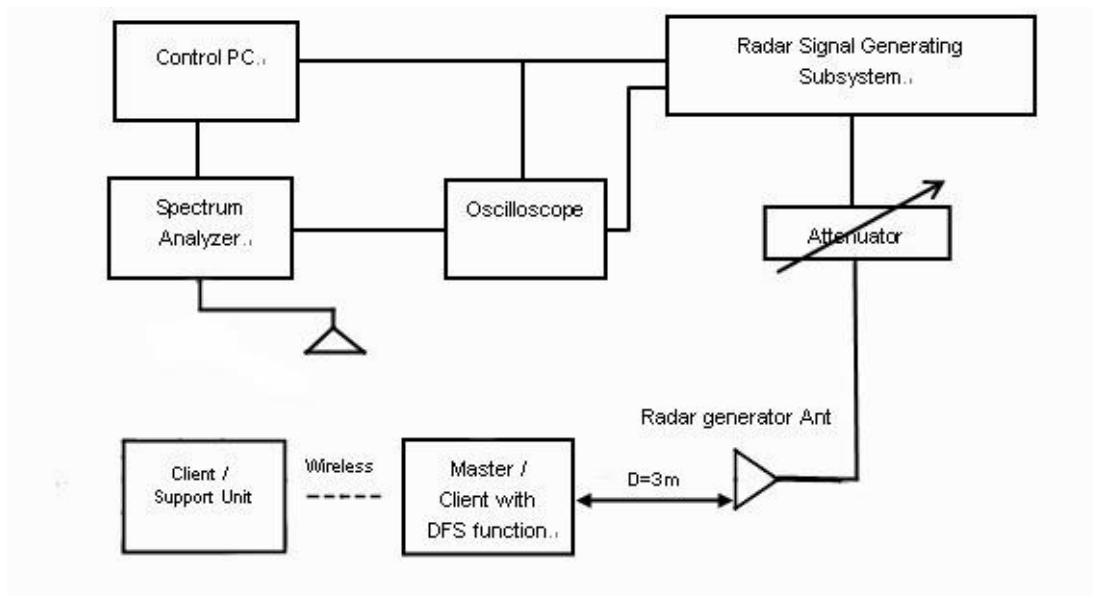 Control PC
Radar Signal Generating
Subsystem
Spectrum
Analyzer
Oscilloscope
Attenuator
Radar generator Ant
Client /
Support Unit
Wireless
Master /
Client with
DFS function
D=3m